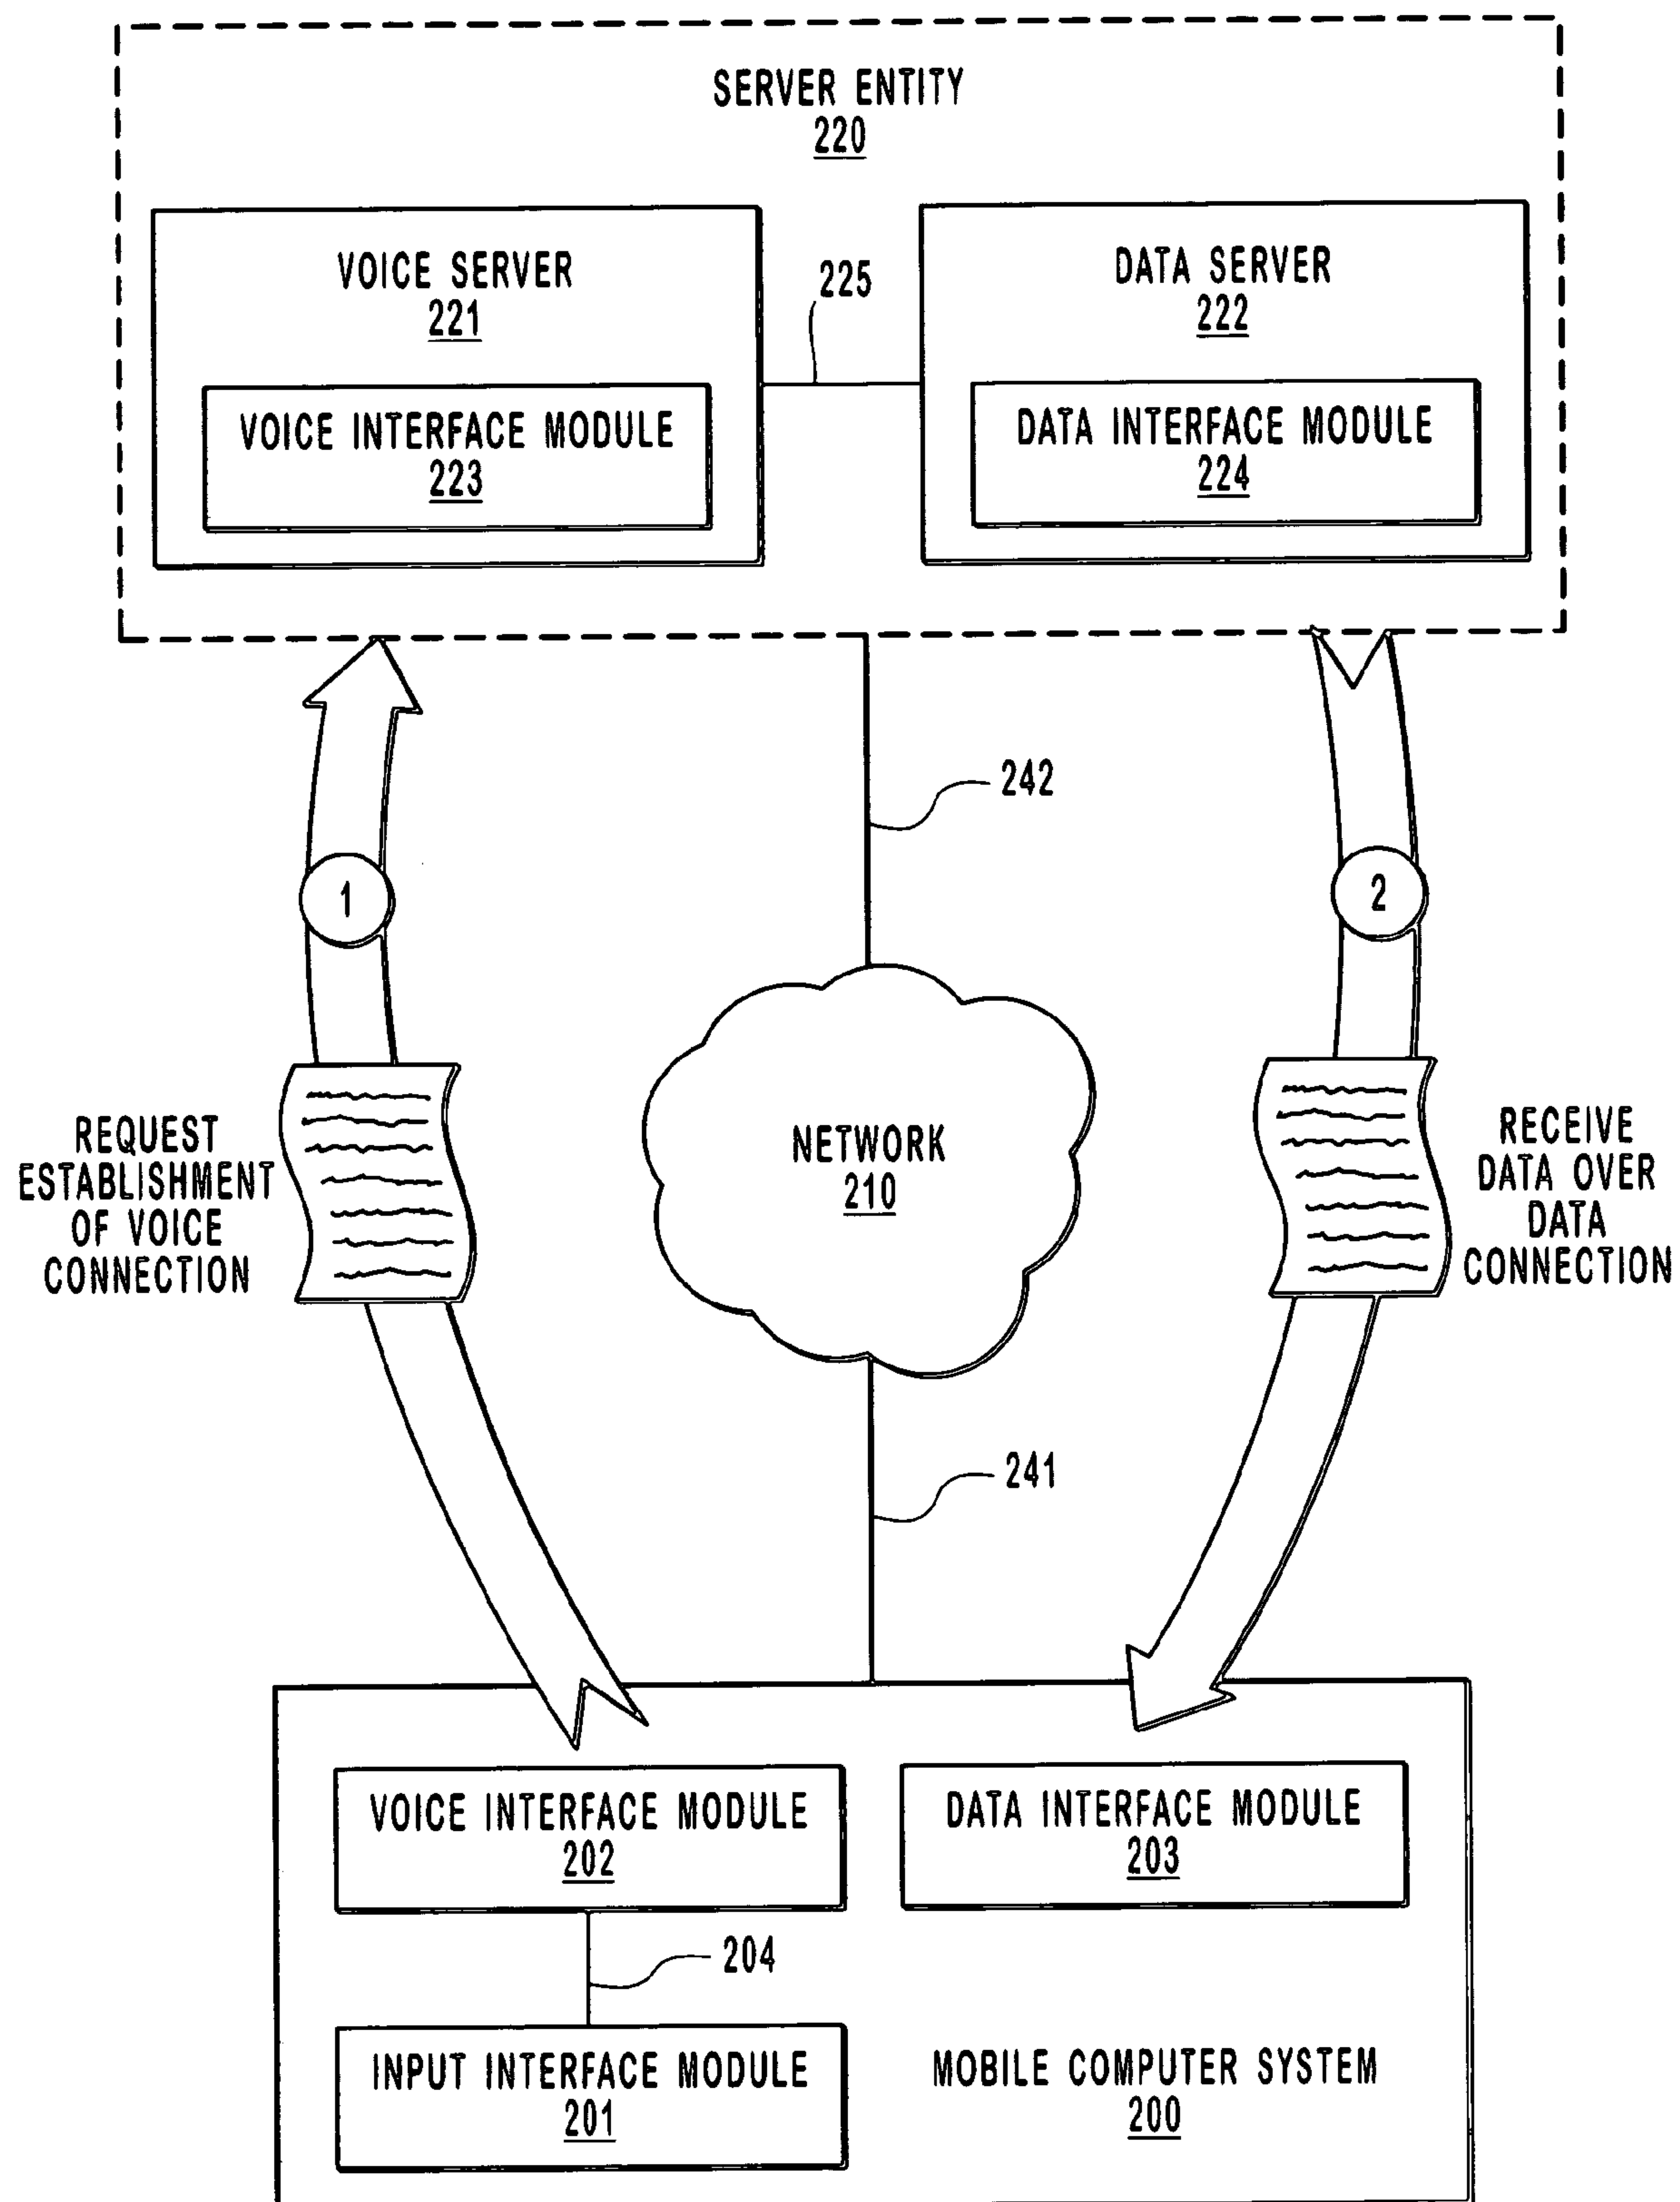 SERVER ENTITY
220
VOICE SERVER
221
VOICE INTERFACE MODULE
223
225
DATA SERVER
222
DATA INTERFACE MODULE
224
242
1
2
REQUEST
ESTABLISHMENT
OF VOICE
CONNECTION
NETWORK
210
RECEIVE
DATA OVER
DATA
CONNECTION
241
VOICE INTERFACE MODULE
202
DATA INTERFACE MODULE
203
204
INPUT INTERFACE MODULE
201
MOBILE COMPUTER SYSTEM
200